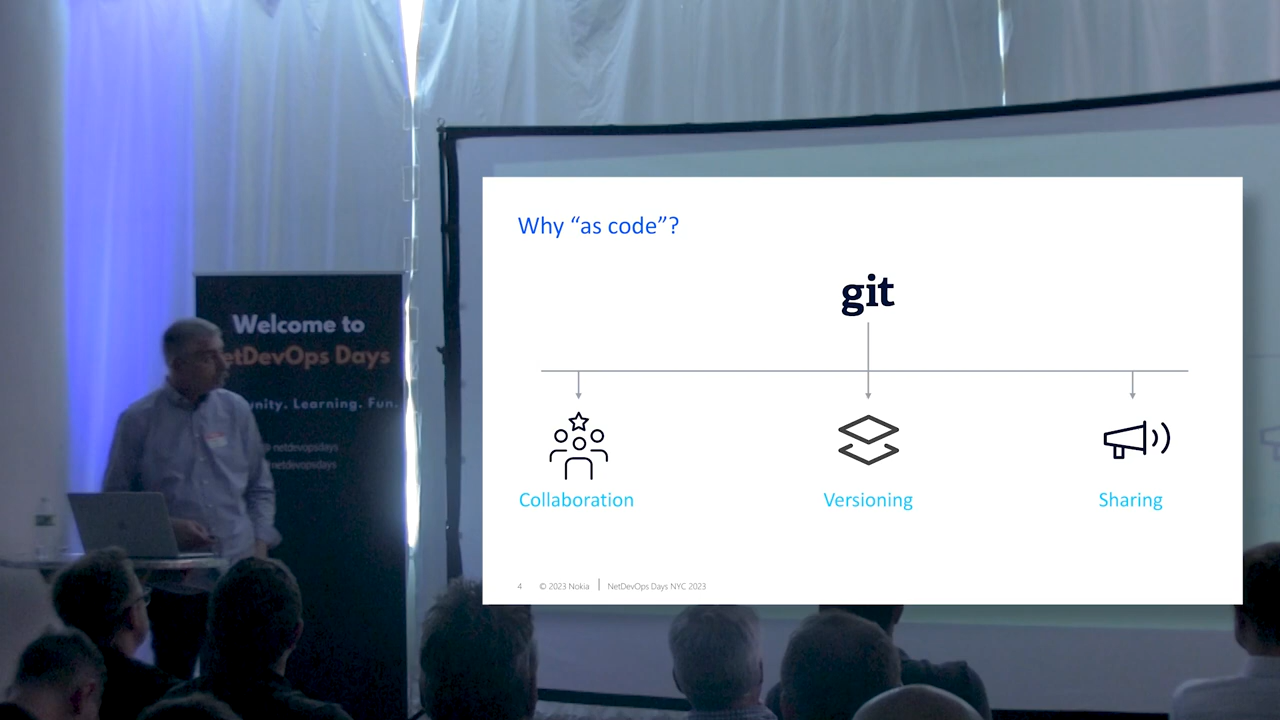 Welcome to
etDevOps Days
unity. Learning. Fun.
netdevopsdays
netdevopsdays
Why “as code”?
git
Collaboration
Versioning
Sharing
4 © 2023 Nokia | NetDevOps Days NYC 2023